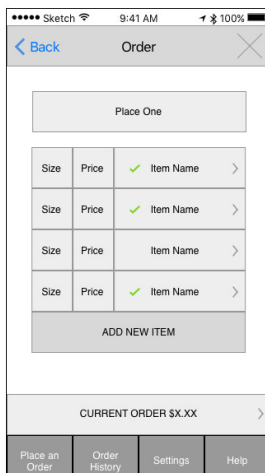 Sketch 9:41 AM 100%
Back Order
Place One
Size Price Item Name
Size Price Item Name
Size Price Item Name
Size Price Item Name
ADD NEW ITEM
CURRENT ORDER $X.XX
Place an Order
Order History
Settings
Help